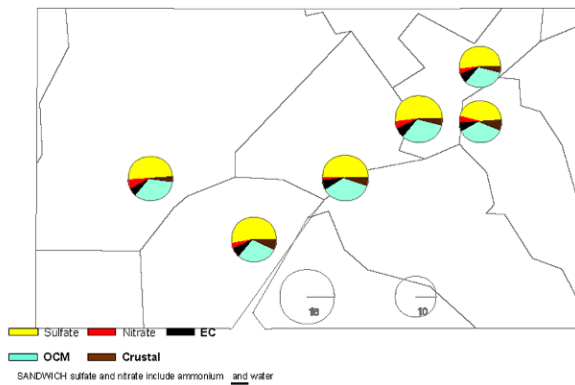 18 10
Sulfate Nitrate EC
OCM Crustal
SANDWICH sulfate and nitrate include ammonium and water